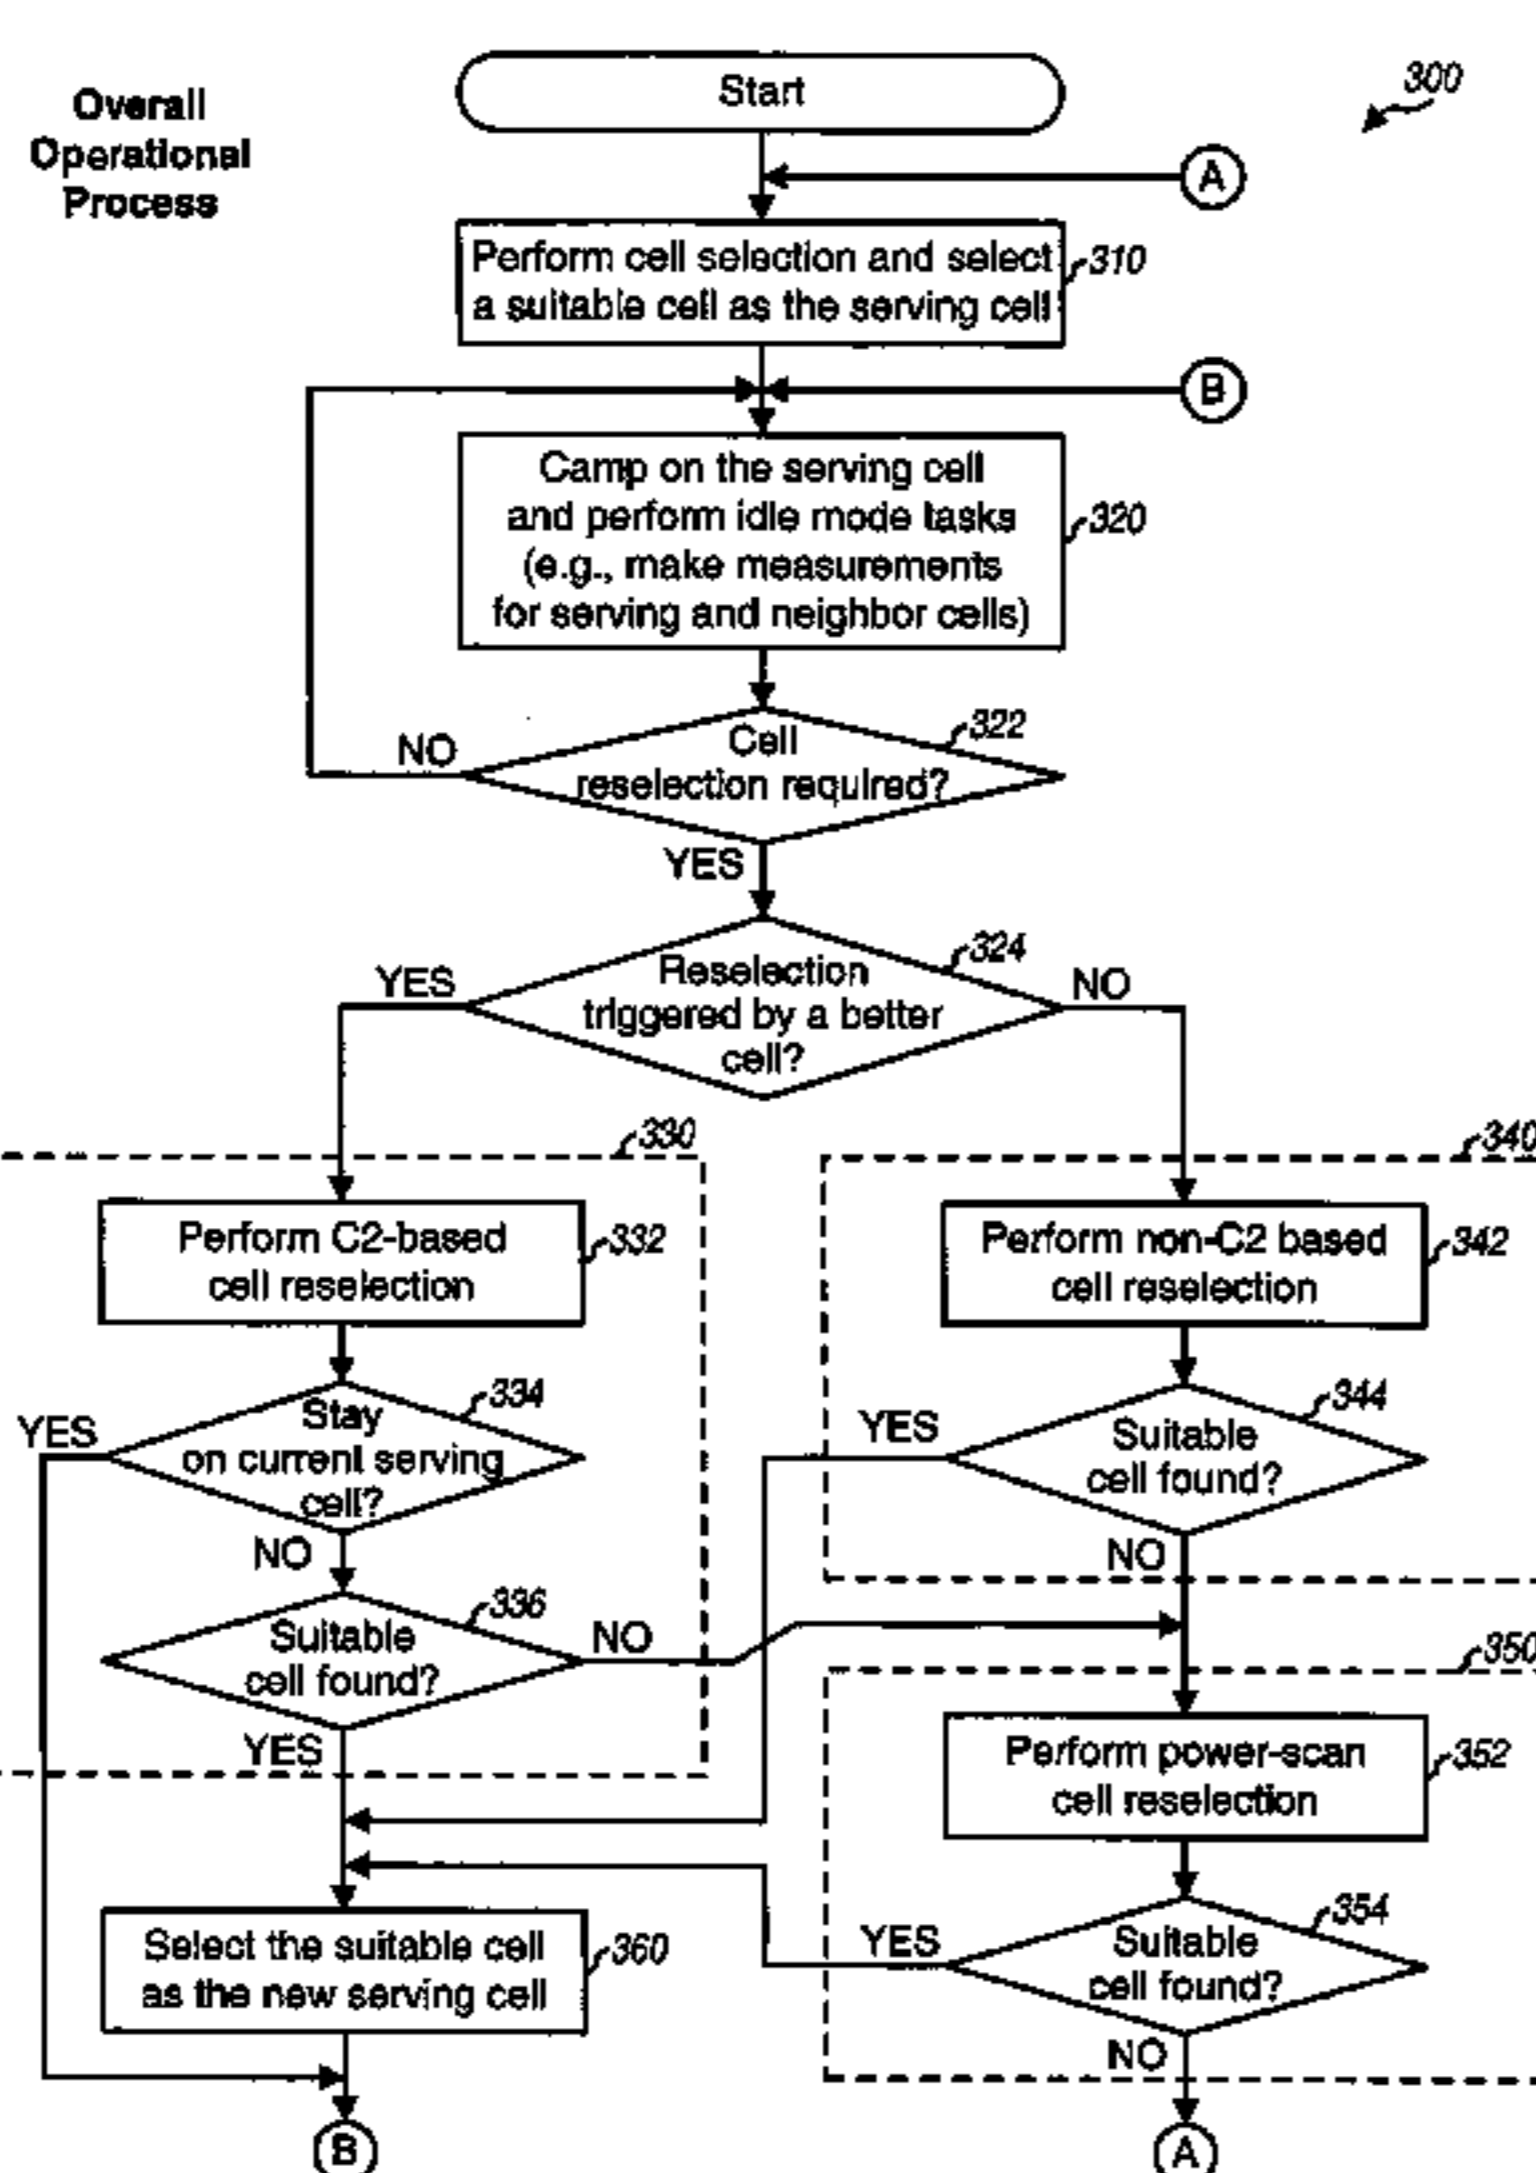 Overall
Operational
Process
Start
300
A
Perform cell selection and select
a suitable cell as the serving cell
310
B
Camp on the serving cell
and perform idle mode tasks
(e.g., make measurements
for serving and neighbor cells)
320
322
NO
Cell
reselection required?
YES
324
YES
Reselection
triggered by a better
cell?
NO
330
340
Perform C2-based
cell reselection
332
Perform non-C2 based
cell reselection
342
334
YES
Stay
on current serving
cell?
NO
344
YES
Suitable
cell found?
NO
336
Suitable
cell found?
NO
YES
350
Perform power-scan
cell reselection
352
Select the suitable cell
as the new serving cell
360
354
YES
Suitable
cell found?
NO
B
A